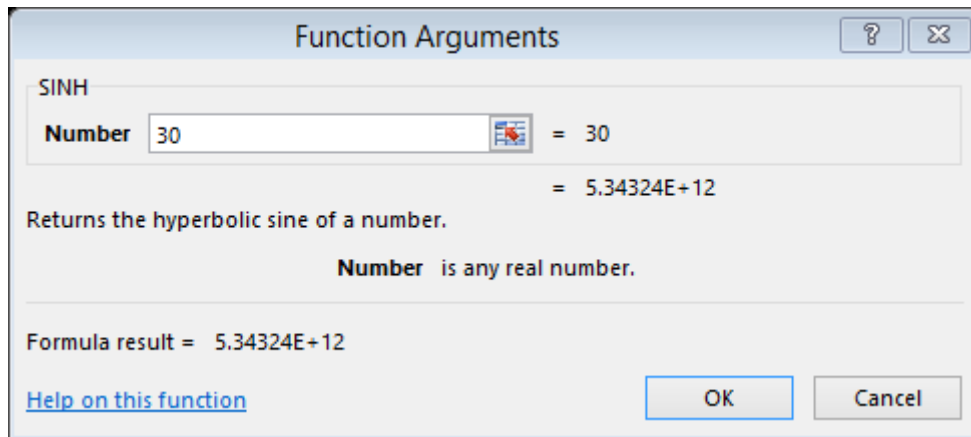 Function Arguments
?
SINH
Number 30 = 30
= 5.34324E+12
Returns the hyperbolic sine of a number.
Number is any real number.
Formula result = 5.34324E+12
Help on this function
OK
Cancel